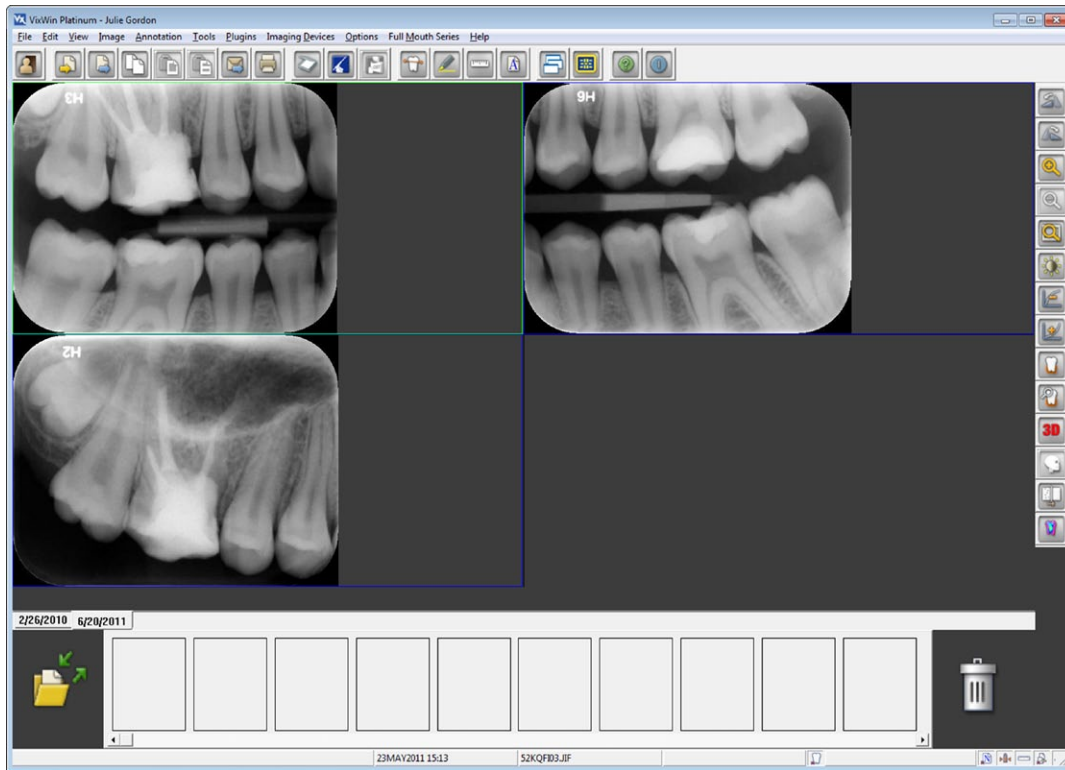 VixWin Platinum - Julie Gordon
File Edit View Image Annotation Tools Plugins Imaging Devices Options Full Mouth Series Help
H3
H6
H2
3D
2/26/2010 6/20/2011
23MAY2011 15:13 52KQFI03.JIF